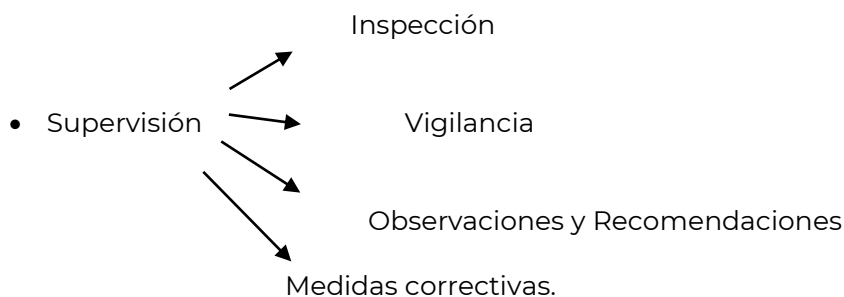 Inspección
• Supervisión
Vigilancia
Observaciones y Recomendaciones
Medidas correctivas.